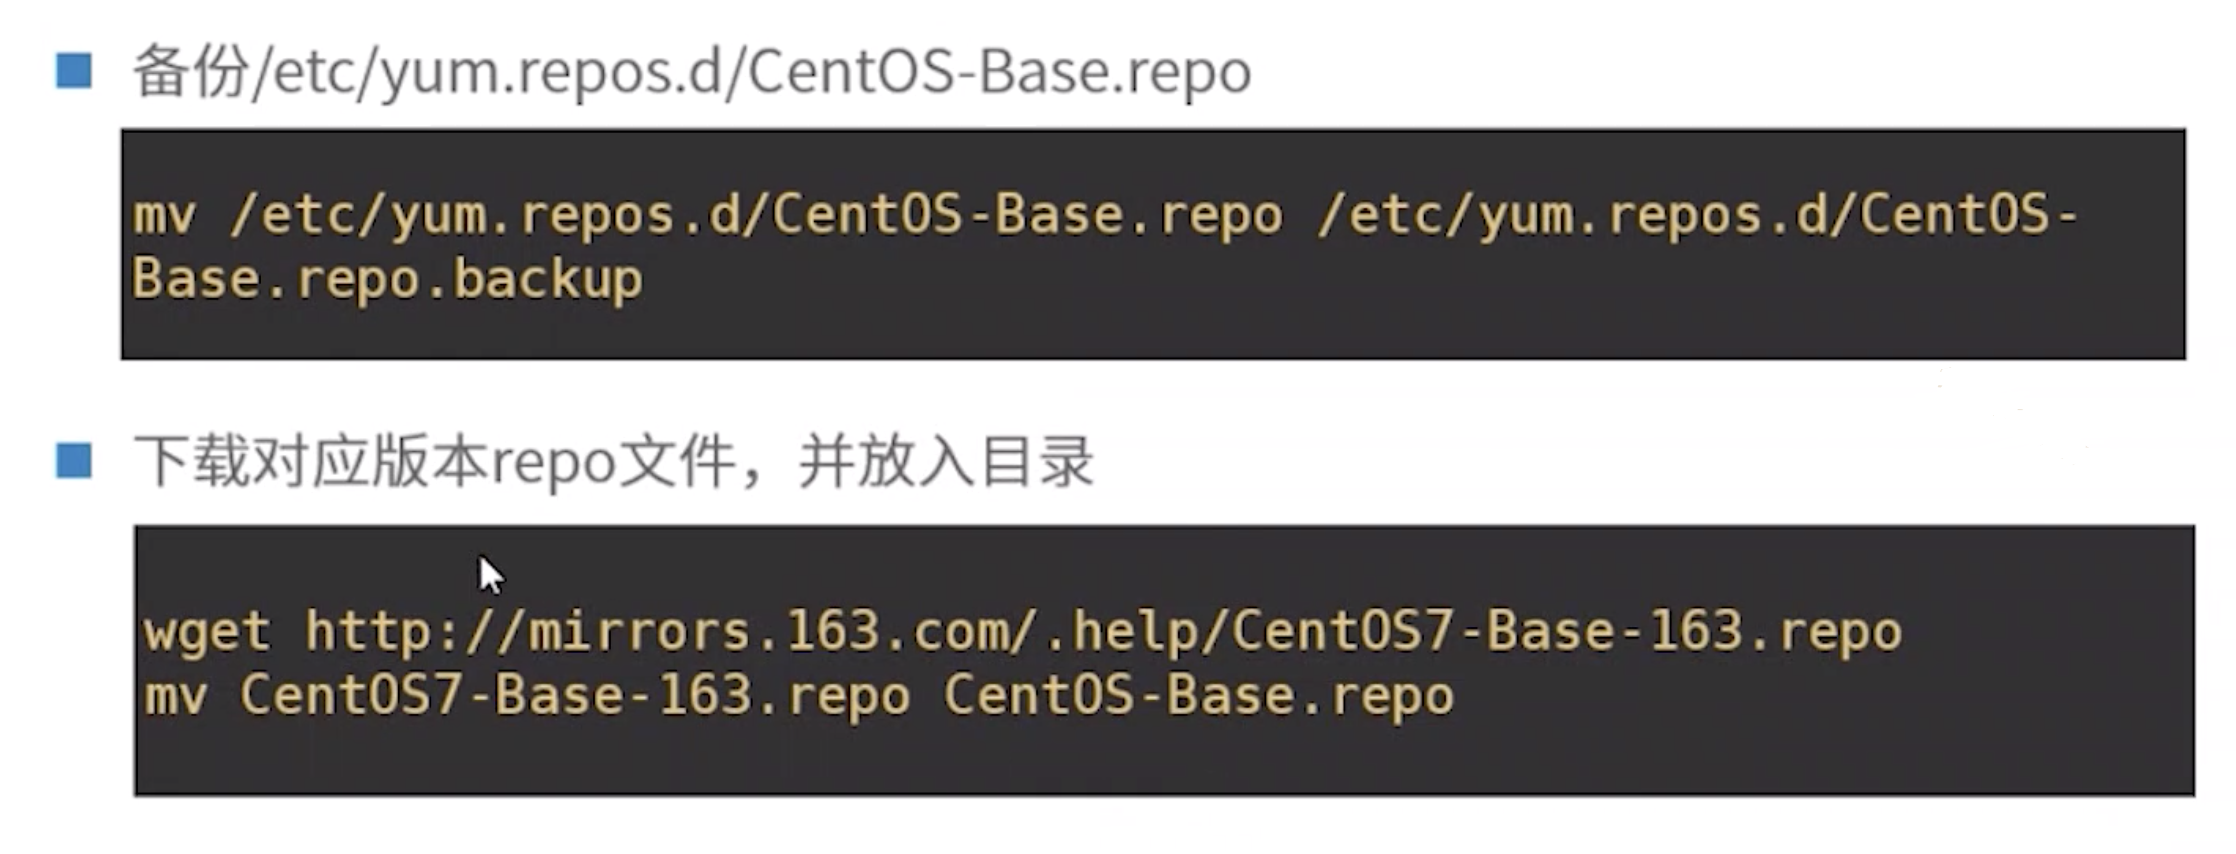 备份/etc/yum.repos.d/CentOS-Base.repo
mv /etc/yum.repos.d/CentOS-Base.repo /etc/yum.repos.d/CentOS-
Base.repo.backup
下载对应版本repo文件，并放入目录
wget http://mirrors.163.com/.help/CentOS7-Base-163.repo
mv CentOS7-Base-163.repo CentOS-Base.repo